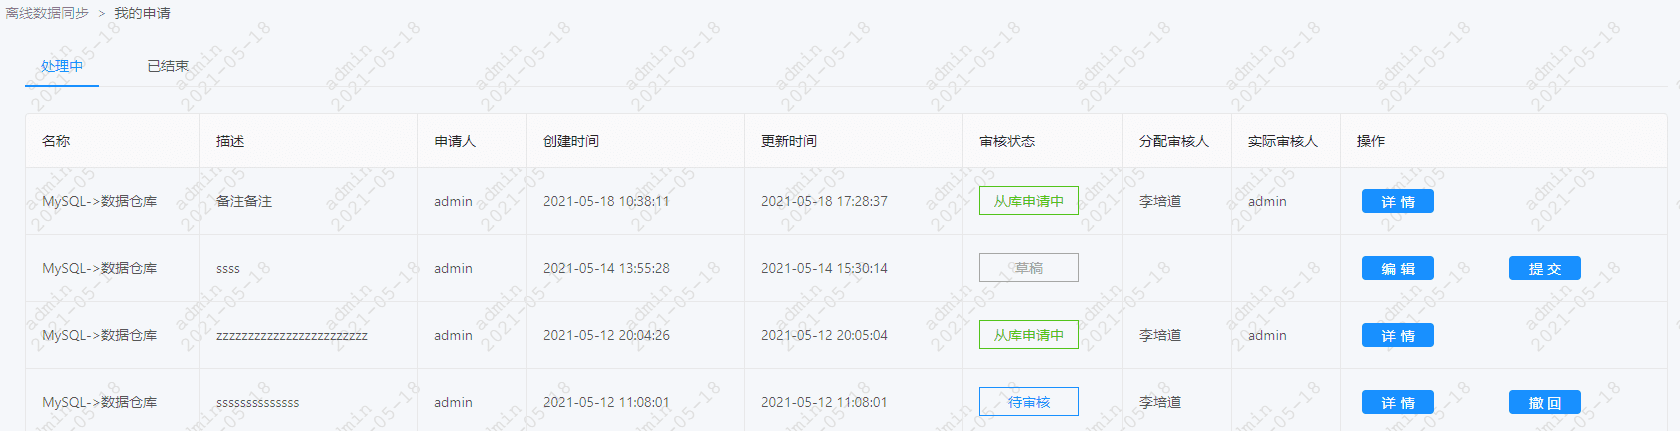 离线数据同步 > 我的申请
处理中 已结束
名称 描述 申请人 创建时间 更新时间 审核状态 分配审核人 实际审核人 操作
MySQL->数据仓库 备注备注 admin 2021-05-18 10:38:11 2021-05-18 17:28:37 从库申请中 李培道 admin 详 情
MySQL->数据仓库 ssss admin 2021-05-14 13:55:28 2021-05-14 15:30:14 草稿 编 辑 提 交
MySQL->数据仓库 zzzzzzzzzzzzzzzzzzzzzzzz admin 2021-05-12 20:04:26 2021-05-12 20:05:04 从库申请中 李培道 admin 详 情
MySQL->数据仓库 ssssssssssssss admin 2021-05-12 11:08:01 2021-05-12 11:08:01 待审核 李培道 详 情 撤 回
admin
2021-05-18